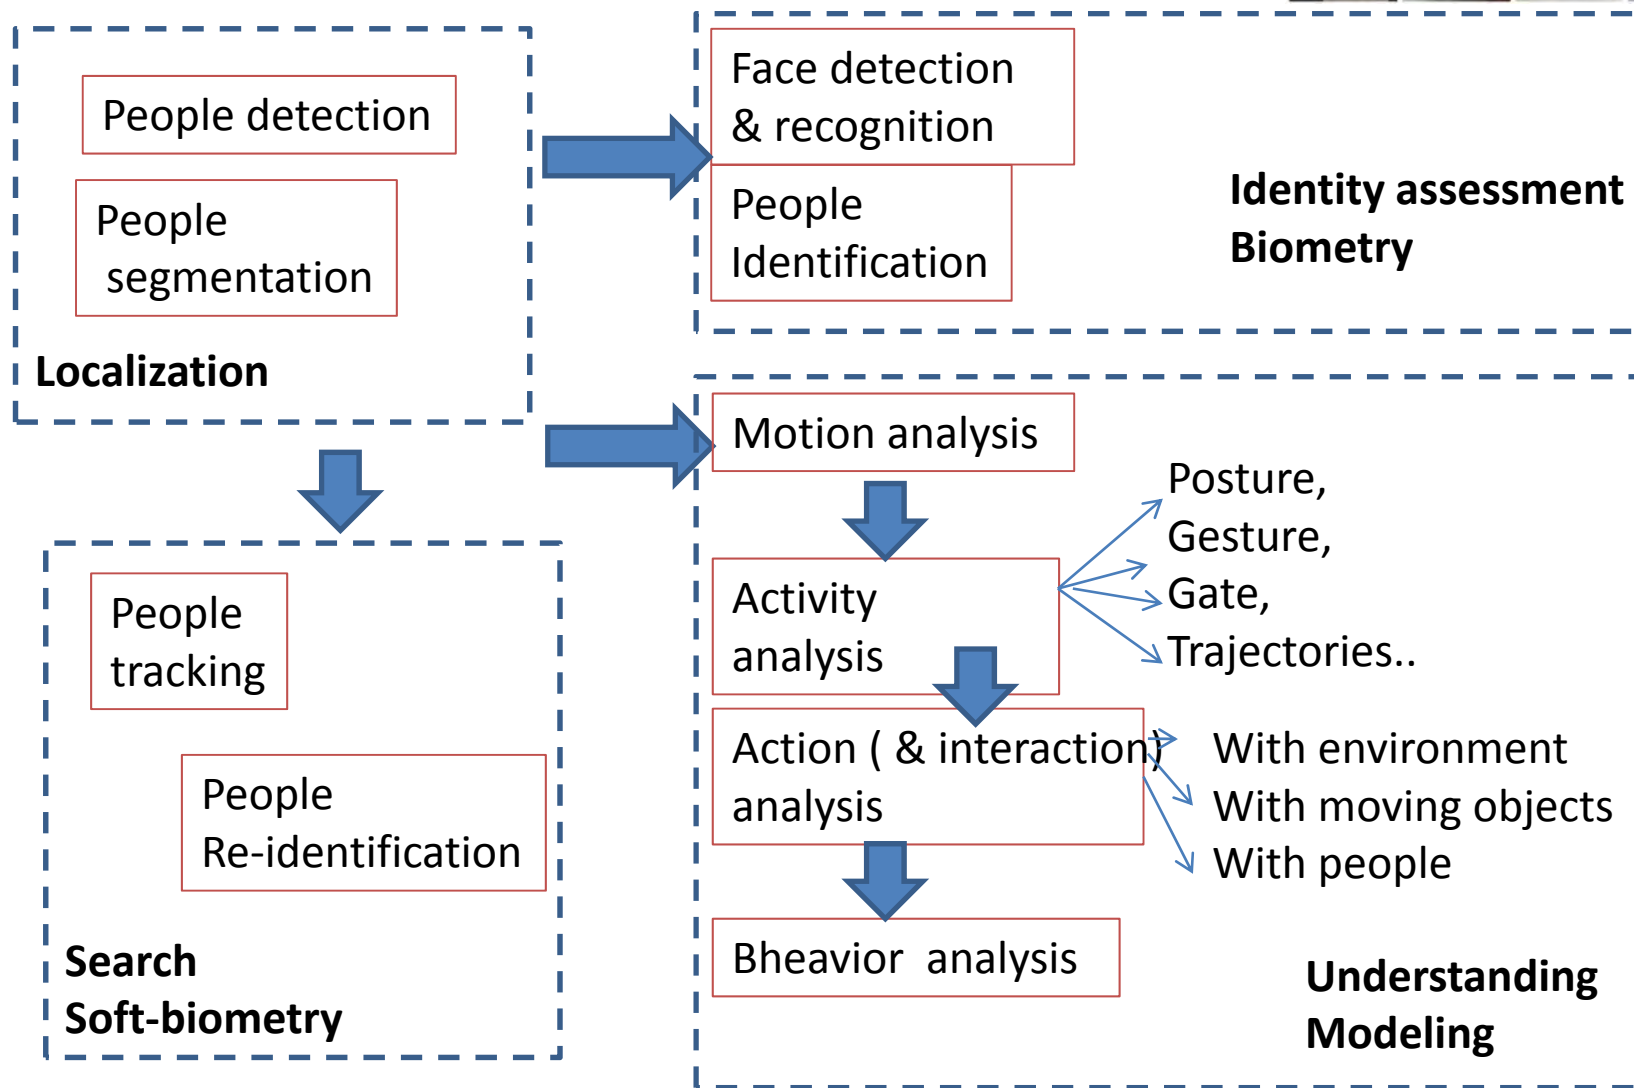 People detection
People
segmentation
Localization
Face detection
& recognition
People
Identification
Identity assessment
Biometry
People
tracking
People
Re-identification
Search
Soft-biometry
Motion analysis
Activity
analysis
Posture,
Gesture,
Gate,
Trajectories..
Action ( & interaction)
analysis
With environment
With moving objects
With people
Bheavior  analysis
Understanding
Modeling